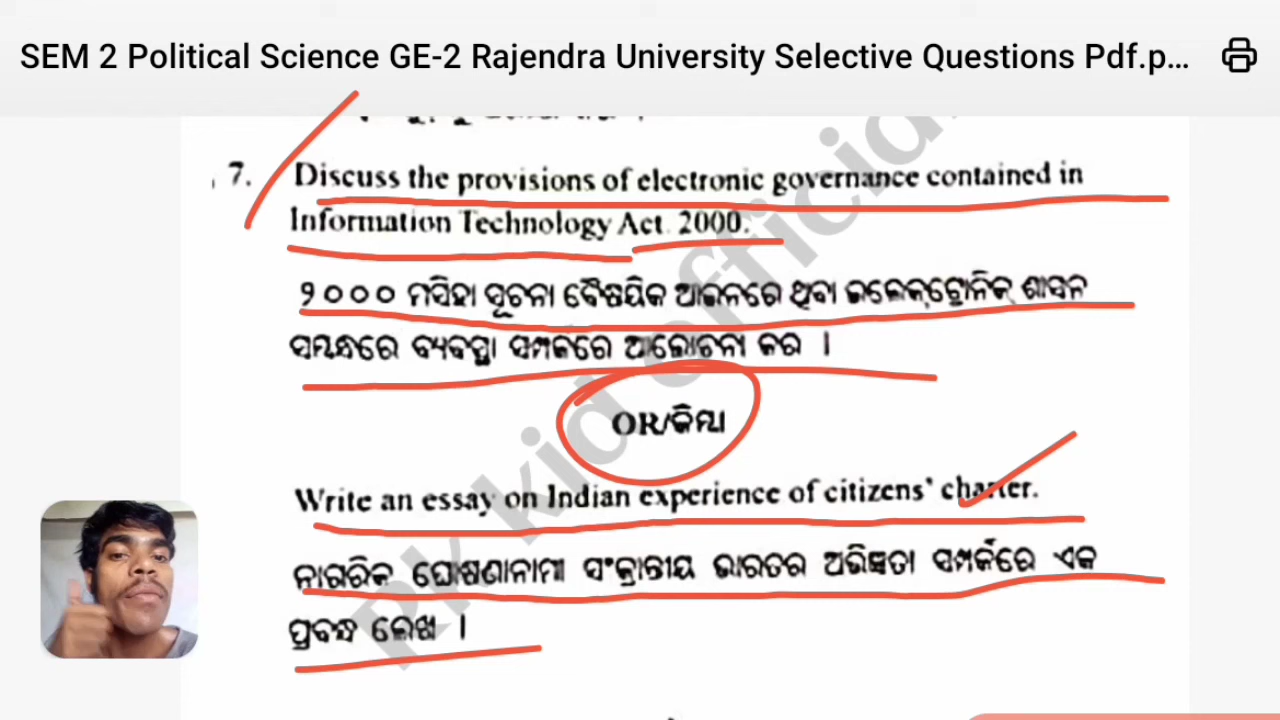 SEM 2 Political Science GE-2 Rajendra University Selective Questions Pdf.p...
7. Discuss the provisions of electronic governance contained in
Information Technology Act. 2000.
୨୦୦୦ ମସିହା ସୂଚନା ବୈଷୟିକ ଆଇନରେ ଥିବା ଇଲେକ୍ଟ୍ରୋନିକ୍ ଶାସନ
ସମ୍ବନ୍ଧରେ ବ୍ୟବସ୍ଥା ସମ୍ପର୍କରେ ଆଲୋଚନା କର ।
OR/କିମ୍ବା
Write an essay on Indian experience of citizens' charter.
ନାଗରିକ ଘୋଷଣାନାମା ସଂକ୍ରାନ୍ତୀୟ ଭାରତର ଅଭିଜ୍ଞତା ସମ୍ପର୍କରେ ଏକ
ପ୍ରବନ୍ଧ ଲେଖ ।
Pk kid official